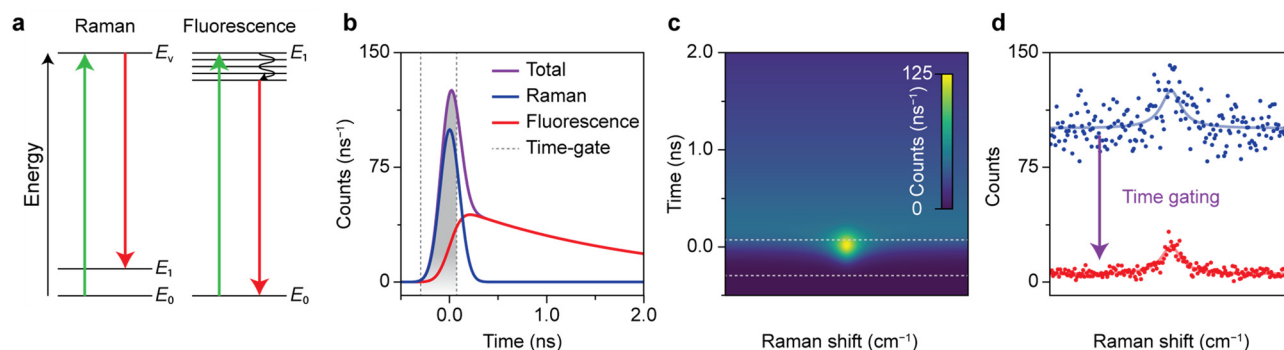 a
Raman
Fluorescence
Energy
Eᵥ
E₁
E₀
E₁
E₀
b
Counts (ns⁻¹)
150
75
0
Total
Raman
Fluorescence
Time-gate
0.0
1.0
2.0
Time (ns)
c
Time (ns)
2.0
1.0
0.0
125
Counts (ns⁻¹)
0
Raman shift (cm⁻¹)
d
Counts
150
75
0
Time gating
Raman shift (cm⁻¹)